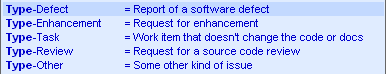 Type-Defect = Report of a software defect
Type-Enhancement = Request for enhancement
Type-Task = Work item that doesn't change the code or docs
Type-Review = Request for a source code review
Type-Other = Some other kind of issue